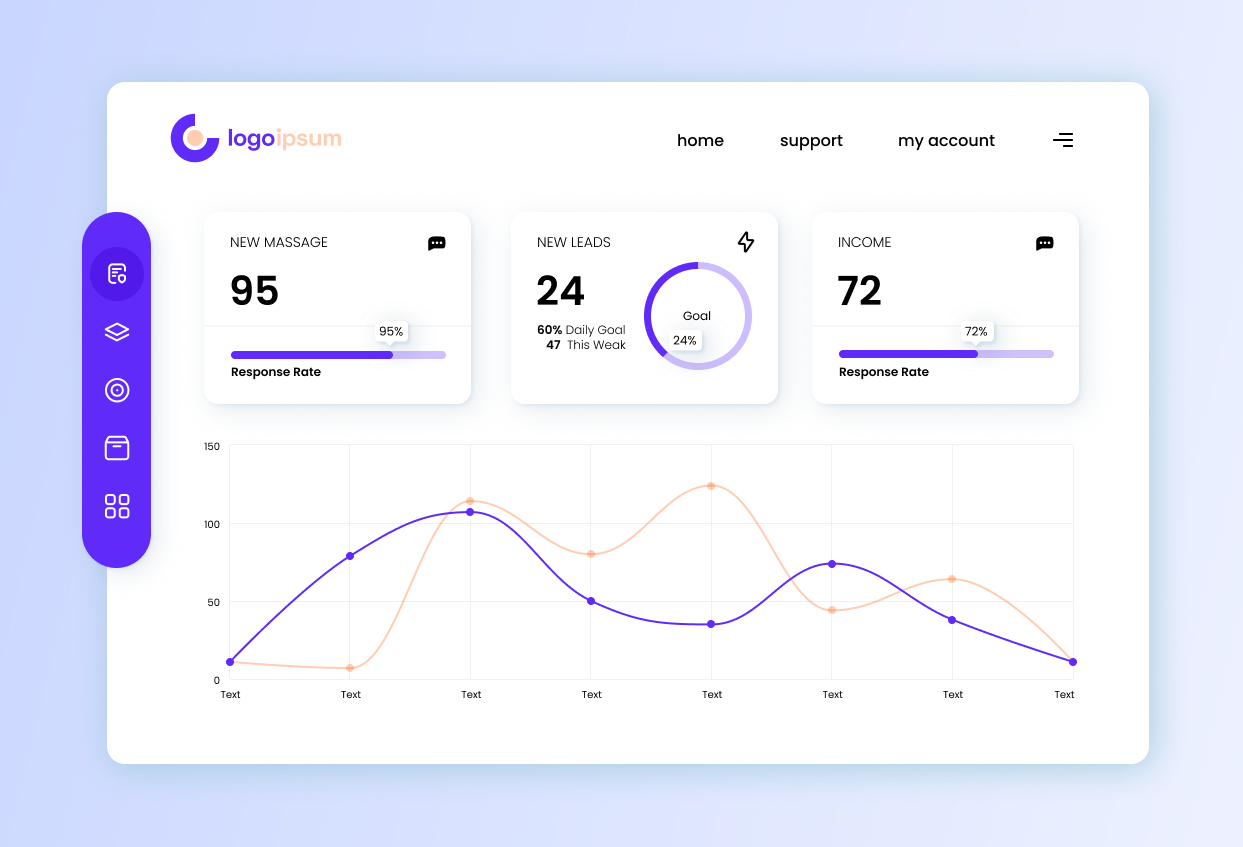 logoipsum
home support my account
NEW MASSAGE
95
95%
Response Rate
NEW LEADS
24
60% Daily Goal
47 This Weak
Goal
24%
INCOME
72
72%
Response Rate
150
100
50
0
Text Text Text Text Text Text Text Text